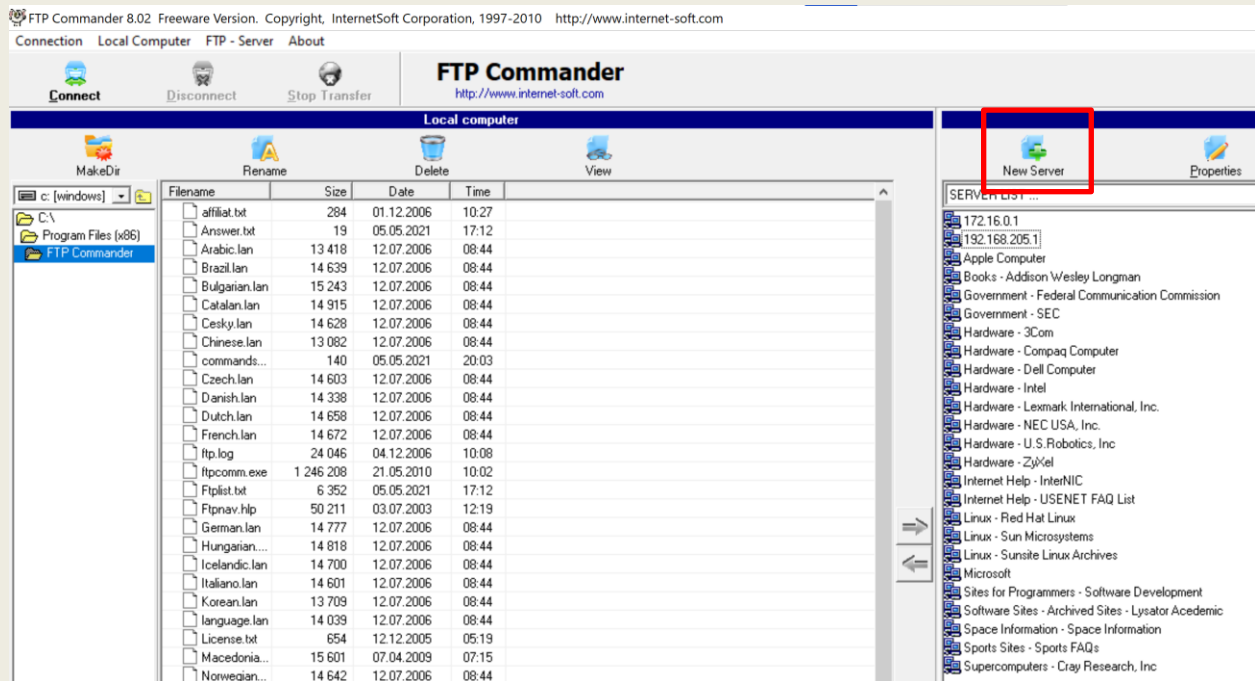 FTP Commander 8.02 Freeware Version. Copyright, InternetSoft Corporation, 1997-2010 http://www.internet-soft.com
Connection Local Computer FTP - Server About
Connect Disconnect Stop Transfer
FTP Commander
http://www.internet-soft.com
Local computer
MakeDir Rename Delete View
New Server Properties
c: [windows]
C:\
Program Files (x86)
FTP Commander
Filename Size Date Time
affiliat.txt 284 01.12.2006 10:27
Answer.txt 19 05.05.2021 17:12
Arabic.lan 13 418 12.07.2006 08:44
Brazil.lan 14 639 12.07.2006 08:44
Bulgarian.lan 15 243 12.07.2006 08:44
Catalan.lan 14 915 12.07.2006 08:44
Cesky.lan 14 628 12.07.2006 08:44
Chinese.lan 13 082 12.07.2006 08:44
commands... 140 05.05.2021 20:03
Czech.lan 14 603 12.07.2006 08:44
Danish.lan 14 338 12.07.2006 08:44
Dutch.lan 14 658 12.07.2006 08:44
French.lan 14 672 12.07.2006 08:44
ftp.log 24 046 04.12.2006 10:08
ftpcomm.exe 1 246 208 21.05.2010 10:02
Ftplist.txt 6 352 05.05.2021 17:12
Ftpnav.hlp 50 211 03.07.2003 12:19
German.lan 14 777 12.07.2006 08:44
Hungarian.... 14 818 12.07.2006 08:44
Icelandic.lan 14 700 12.07.2006 08:44
Italiano.lan 14 601 12.07.2006 08:44
Korean.lan 13 709 12.07.2006 08:44
language.lan 14 039 12.07.2006 08:44
License.txt 654 12.12.2005 05:19
Macedonia... 15 601 07.04.2009 07:15
Norwegian... 14 642 12.07.2006 08:44
SERVER LIST ...
172.16.0.1
192.168.205.1
Apple Computer
Books - Addison Wesley Longman
Government - Federal Communication Commission
Government - SEC
Hardware - 3Com
Hardware - Compaq Computer
Hardware - Dell Computer
Hardware - Intel
Hardware - Lexmark International, Inc.
Hardware - NEC USA, Inc.
Hardware - U.S.Robotics, Inc
Hardware - ZyXel
Internet Help - InterNIC
Internet Help - USENET FAQ List
Linux - Red Hat Linux
Linux - Sun Microsystems
Linux - Sunsite Linux Archives
Microsoft
Sites for Programmers - Software Development
Software Sites - Archived Sites - Lysator Acedemic
Space Information - Space Information
Sports Sites - Sports FAQs
Supercomputers - Cray Research, Inc